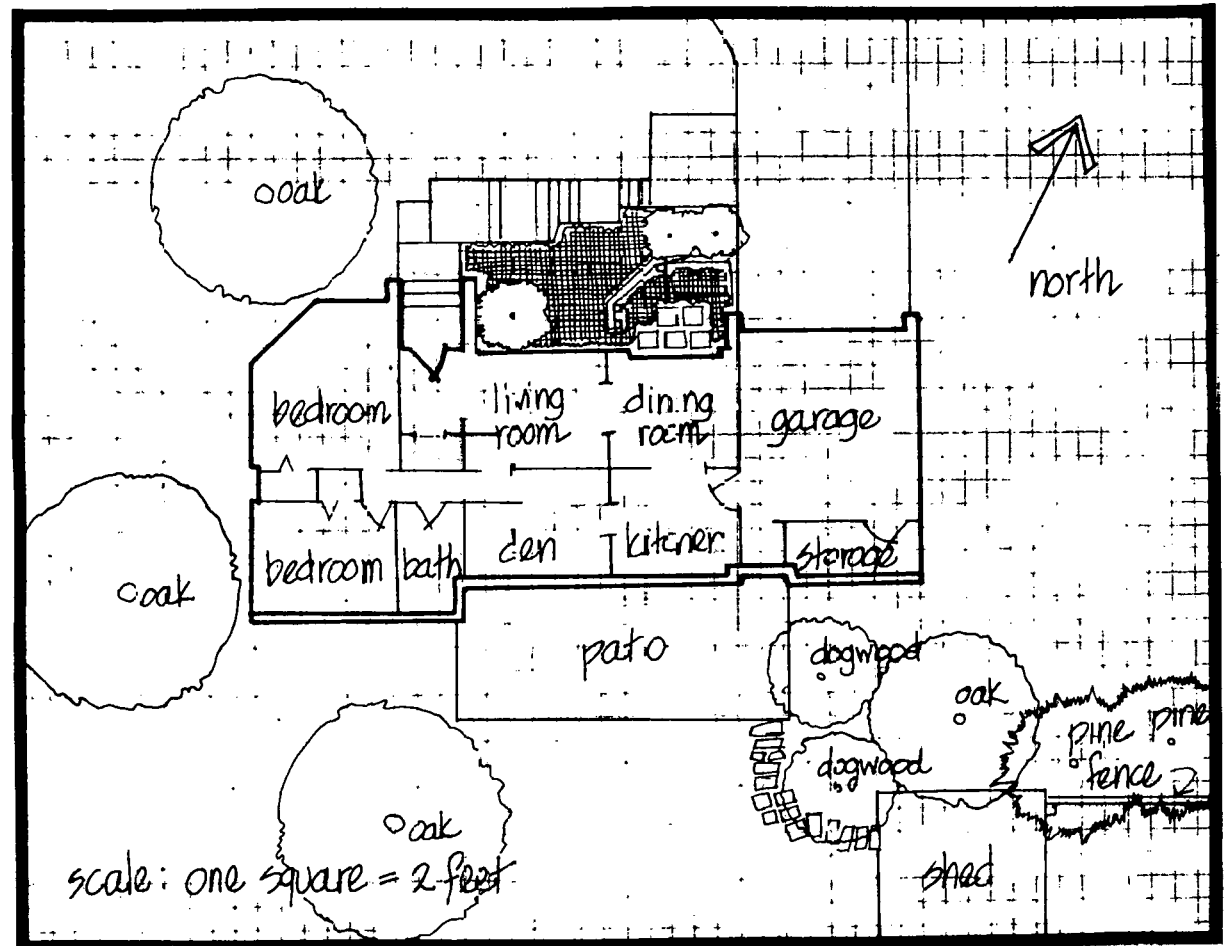 oak
north
bedroom
living
room
dining
room
garage
bedroom
bath
den
kitchen
storage
oak
patio
dogwood
oak
pine pine
fence
dogwood
oak
shed
scale: one square = 2 feet